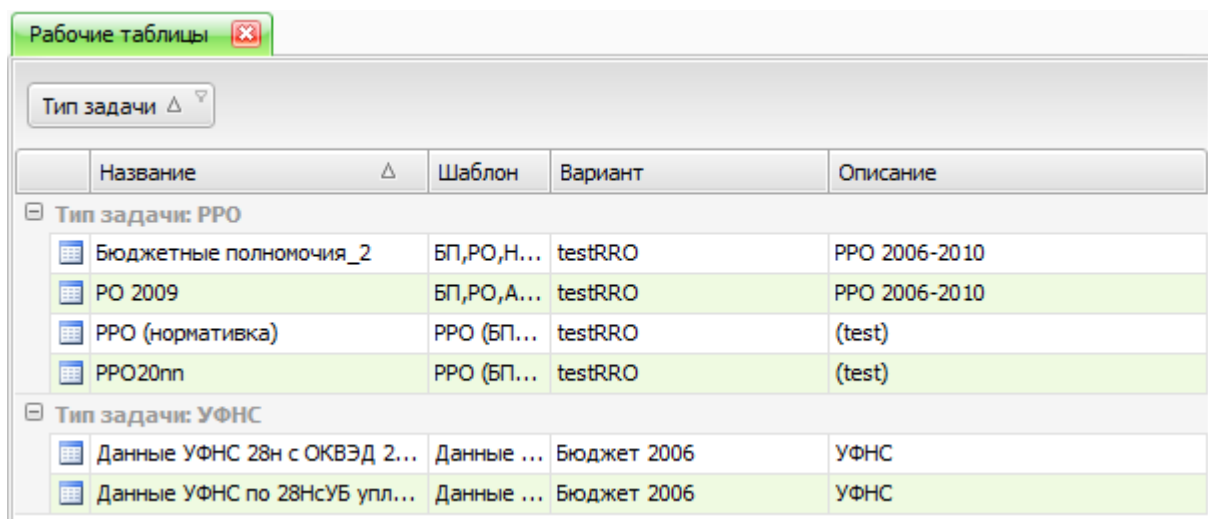 Рабочие таблицы
Тип задачи
Название Шаблон Вариант Описание
Тип задачи: РРО
Бюджетные полномочия_2 БП,РО,Н... testRRO РРО 2006-2010
РО 2009 БП,РО,А... testRRO РРО 2006-2010
РРО (нормативка) РРО (БП... testRRO (test)
РРО20пп РРО (БП... testRRO (test)
Тип задачи: УФНС
Данные УФНС 28н с ОКВЭД 2... Данные ... Бюджет 2006 УФНС
Данные УФНС по 28НсУБ упл... Данные ... Бюджет 2006 УФНС